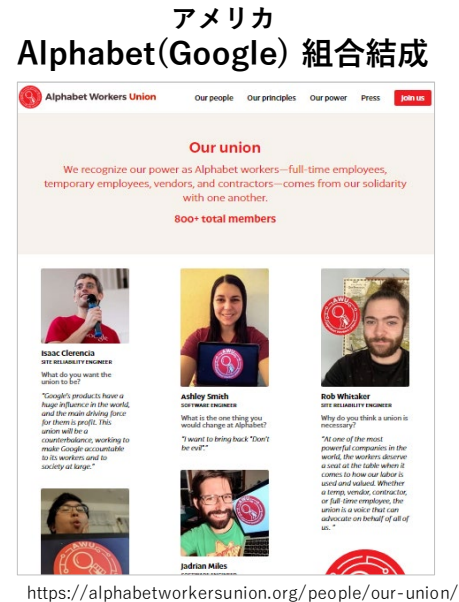 アメリカ
Alphabet(Google) 組合結成
Alphabet Workers Union
Our people Our principles Our power Press Join us
Our union
We recognize our power as Alphabet workers—full-time employees,
temporary employees, vendors, and contractors—comes from our solidarity
with one another.
800+ total members
Isaac Clerencia
SITE RELIABILITY ENGINEER
What do you want the
union to be?
"Google's products have a
huge influence in the world,
and the main driving force
for them is profit. This
union will be a
counterbalance, working to
make Google accountable
to its workers and to
society at large."
AWU
Ashley Smith
SOFTWARE ENGINEER
What is the one thing you
would change at Alphabet?
"I want to bring back "Don't
be evil"."
Jadrian Miles
SOFTWARE ENGINEER
AWU
Rob Whitaker
SITE RELIABILITY ENGINEER
Why do you think a union is
necessary?
"At one of the most
powerful companies in the
world, the workers deserve
a seat at the table when it
comes to how our labor is
used and valued. Whether
a temp, vendor, contractor,
or full-time employee, the
union is a voice that can
advocate on behalf of all of
us. "
https://alphabetworkersunion.org/people/our-union/